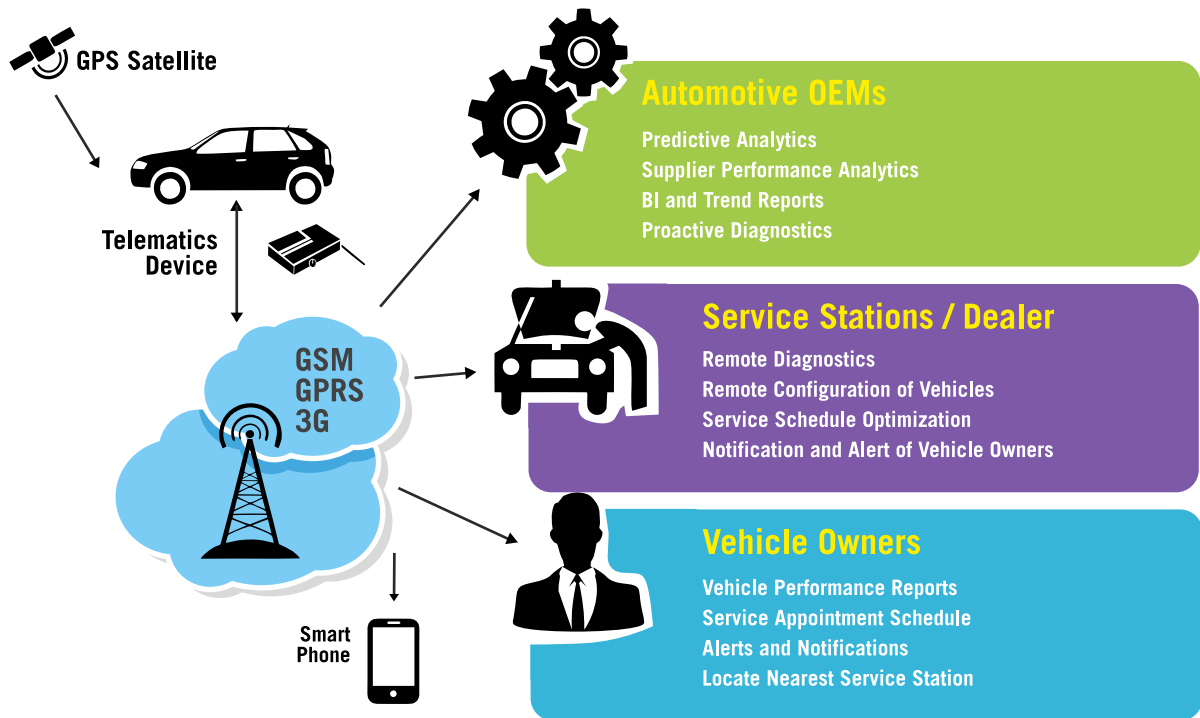 GPS Satellite
Telematics
Device
GSM
GPRS
3G
Smart
Phone
Automotive OEMs
Predictive Analytics
Supplier Performance Analytics
BI and Trend Reports
Proactive Diagnostics
Service Stations / Dealer
Remote Diagnostics
Remote Configuration of Vehicles
Service Schedule Optimization
Notification and Alert of Vehicle Owners
Vehicle Owners
Vehicle Performance Reports
Service Appointment Schedule
Alerts and Notifications
Locate Nearest Service Station